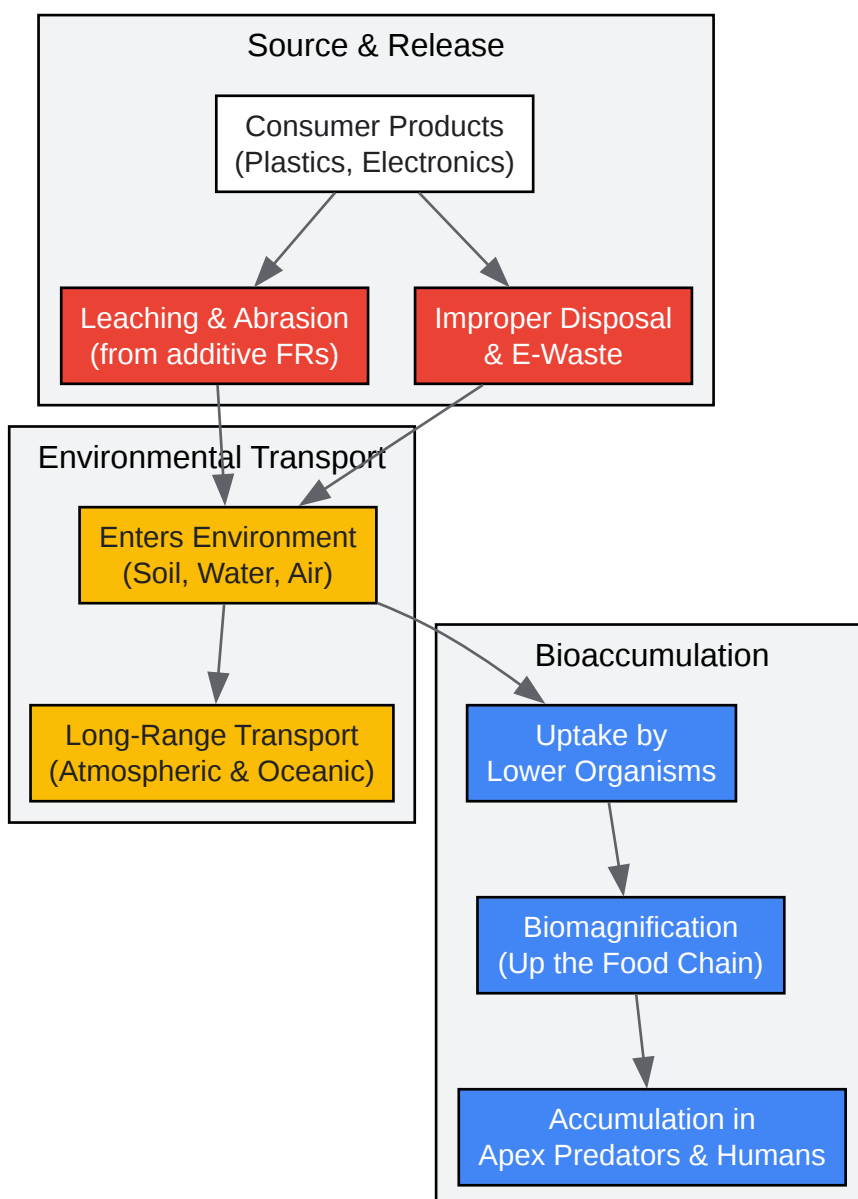 Source & Release
Consumer Products
(Plastics, Electronics)
Leaching & Abrasion
(from additive FRs)
Improper Disposal
& E-Waste
Environmental Transport
Enters Environment
(Soil, Water, Air)
Long-Range Transport
(Atmospheric & Oceanic)
Bioaccumulation
Uptake by
Lower Organisms
Biomagnification
(Up the Food Chain)
Accumulation in
Apex Predators & Humans